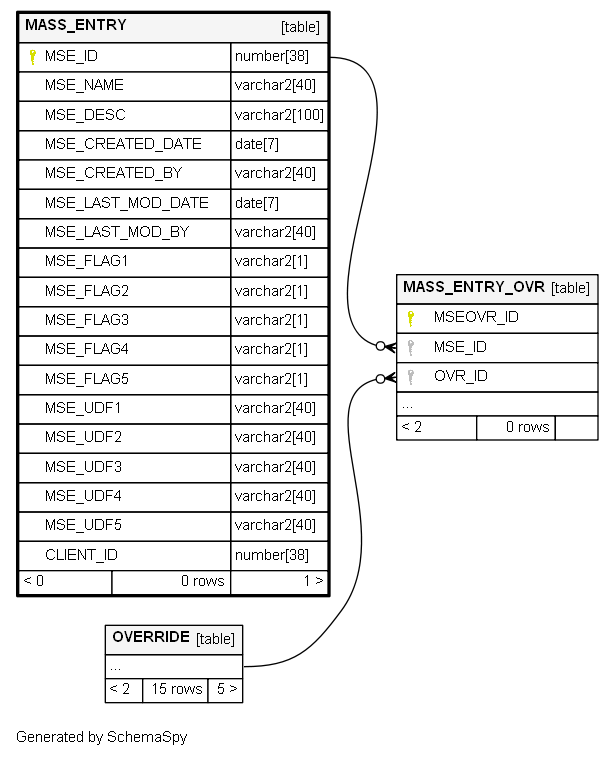 MASS_ENTRY [table]
MSE_ID number[38]
MSE_NAME varchar2[40]
MSE_DESC varchar2[100]
MSE_CREATED_DATE date[7]
MSE_CREATED_BY varchar2[40]
MSE_LAST_MOD_DATE date[7]
MSE_LAST_MOD_BY varchar2[40]
MSE_FLAG1 varchar2[1]
MSE_FLAG2 varchar2[1]
MSE_FLAG3 varchar2[1]
MSE_FLAG4 varchar2[1]
MSE_FLAG5 varchar2[1]
MSE_UDF1 varchar2[40]
MSE_UDF2 varchar2[40]
MSE_UDF3 varchar2[40]
MSE_UDF4 varchar2[40]
MSE_UDF5 varchar2[40]
CLIENT_ID number[38]
< 0 0 rows 1 >
MASS_ENTRY_OVR [table]
MSEOVR_ID
MSE_ID
OVR_ID
...
< 2 0 rows
OVERRIDE [table]
...
< 2 15 rows 5 >
Generated by SchemaSpy